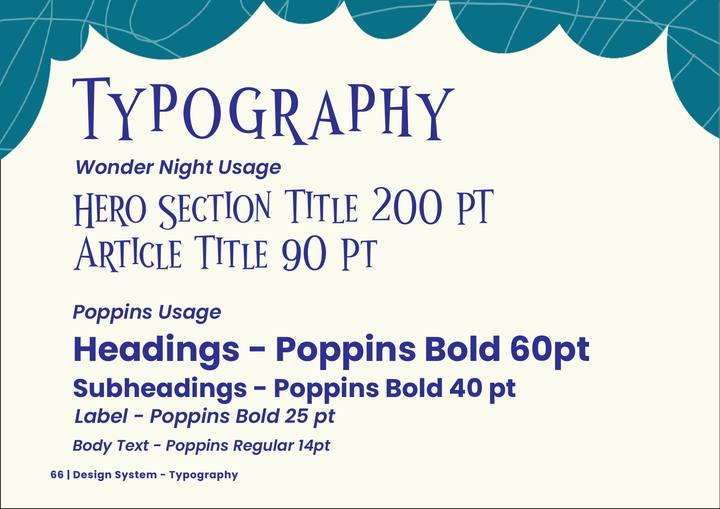 Typography
Wonder Night Usage
Hero Section Title 200 pt
Article Title 90 pt
Poppins Usage
Headings - Poppins Bold 60pt
Subheadings - Poppins Bold 40 pt
Label - Poppins Bold 25 pt
Body Text - Poppins Regular 14pt
66 | Design System - Typography